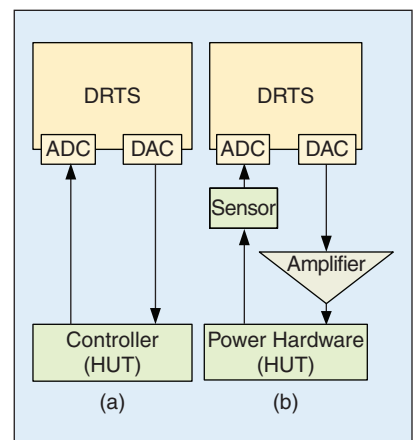 DRTS
ADC
DAC
Controller
(HUT)
(a)
DRTS
ADC
DAC
Sensor
Amplifier
Power Hardware
(HUT)
(b)